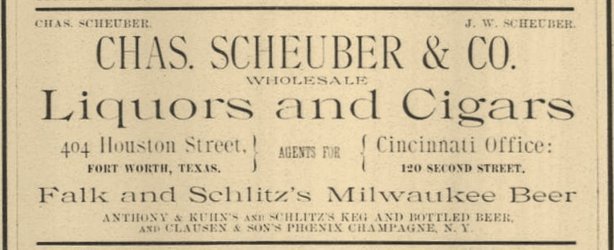 CHAS. SCHEUBER. J. W. SCHEUBER.
CHAS. SCHEUBER & CO.
WHOLESALE
Liquors and Cigars
404 Houston Street, } AGENTS FOR { Cincinnati Office:
FORT WORTH, TEXAS. 120 SECOND STREET.
Falk and Schlitz's Milwaukee Beer
ANTHONY & KUHN'S AND SCHLITZ'S KEG AND BOTTLED BEER,
AND CLAUSEN & SON'S PHŒNIX CHAMPAGNE, N. Y.